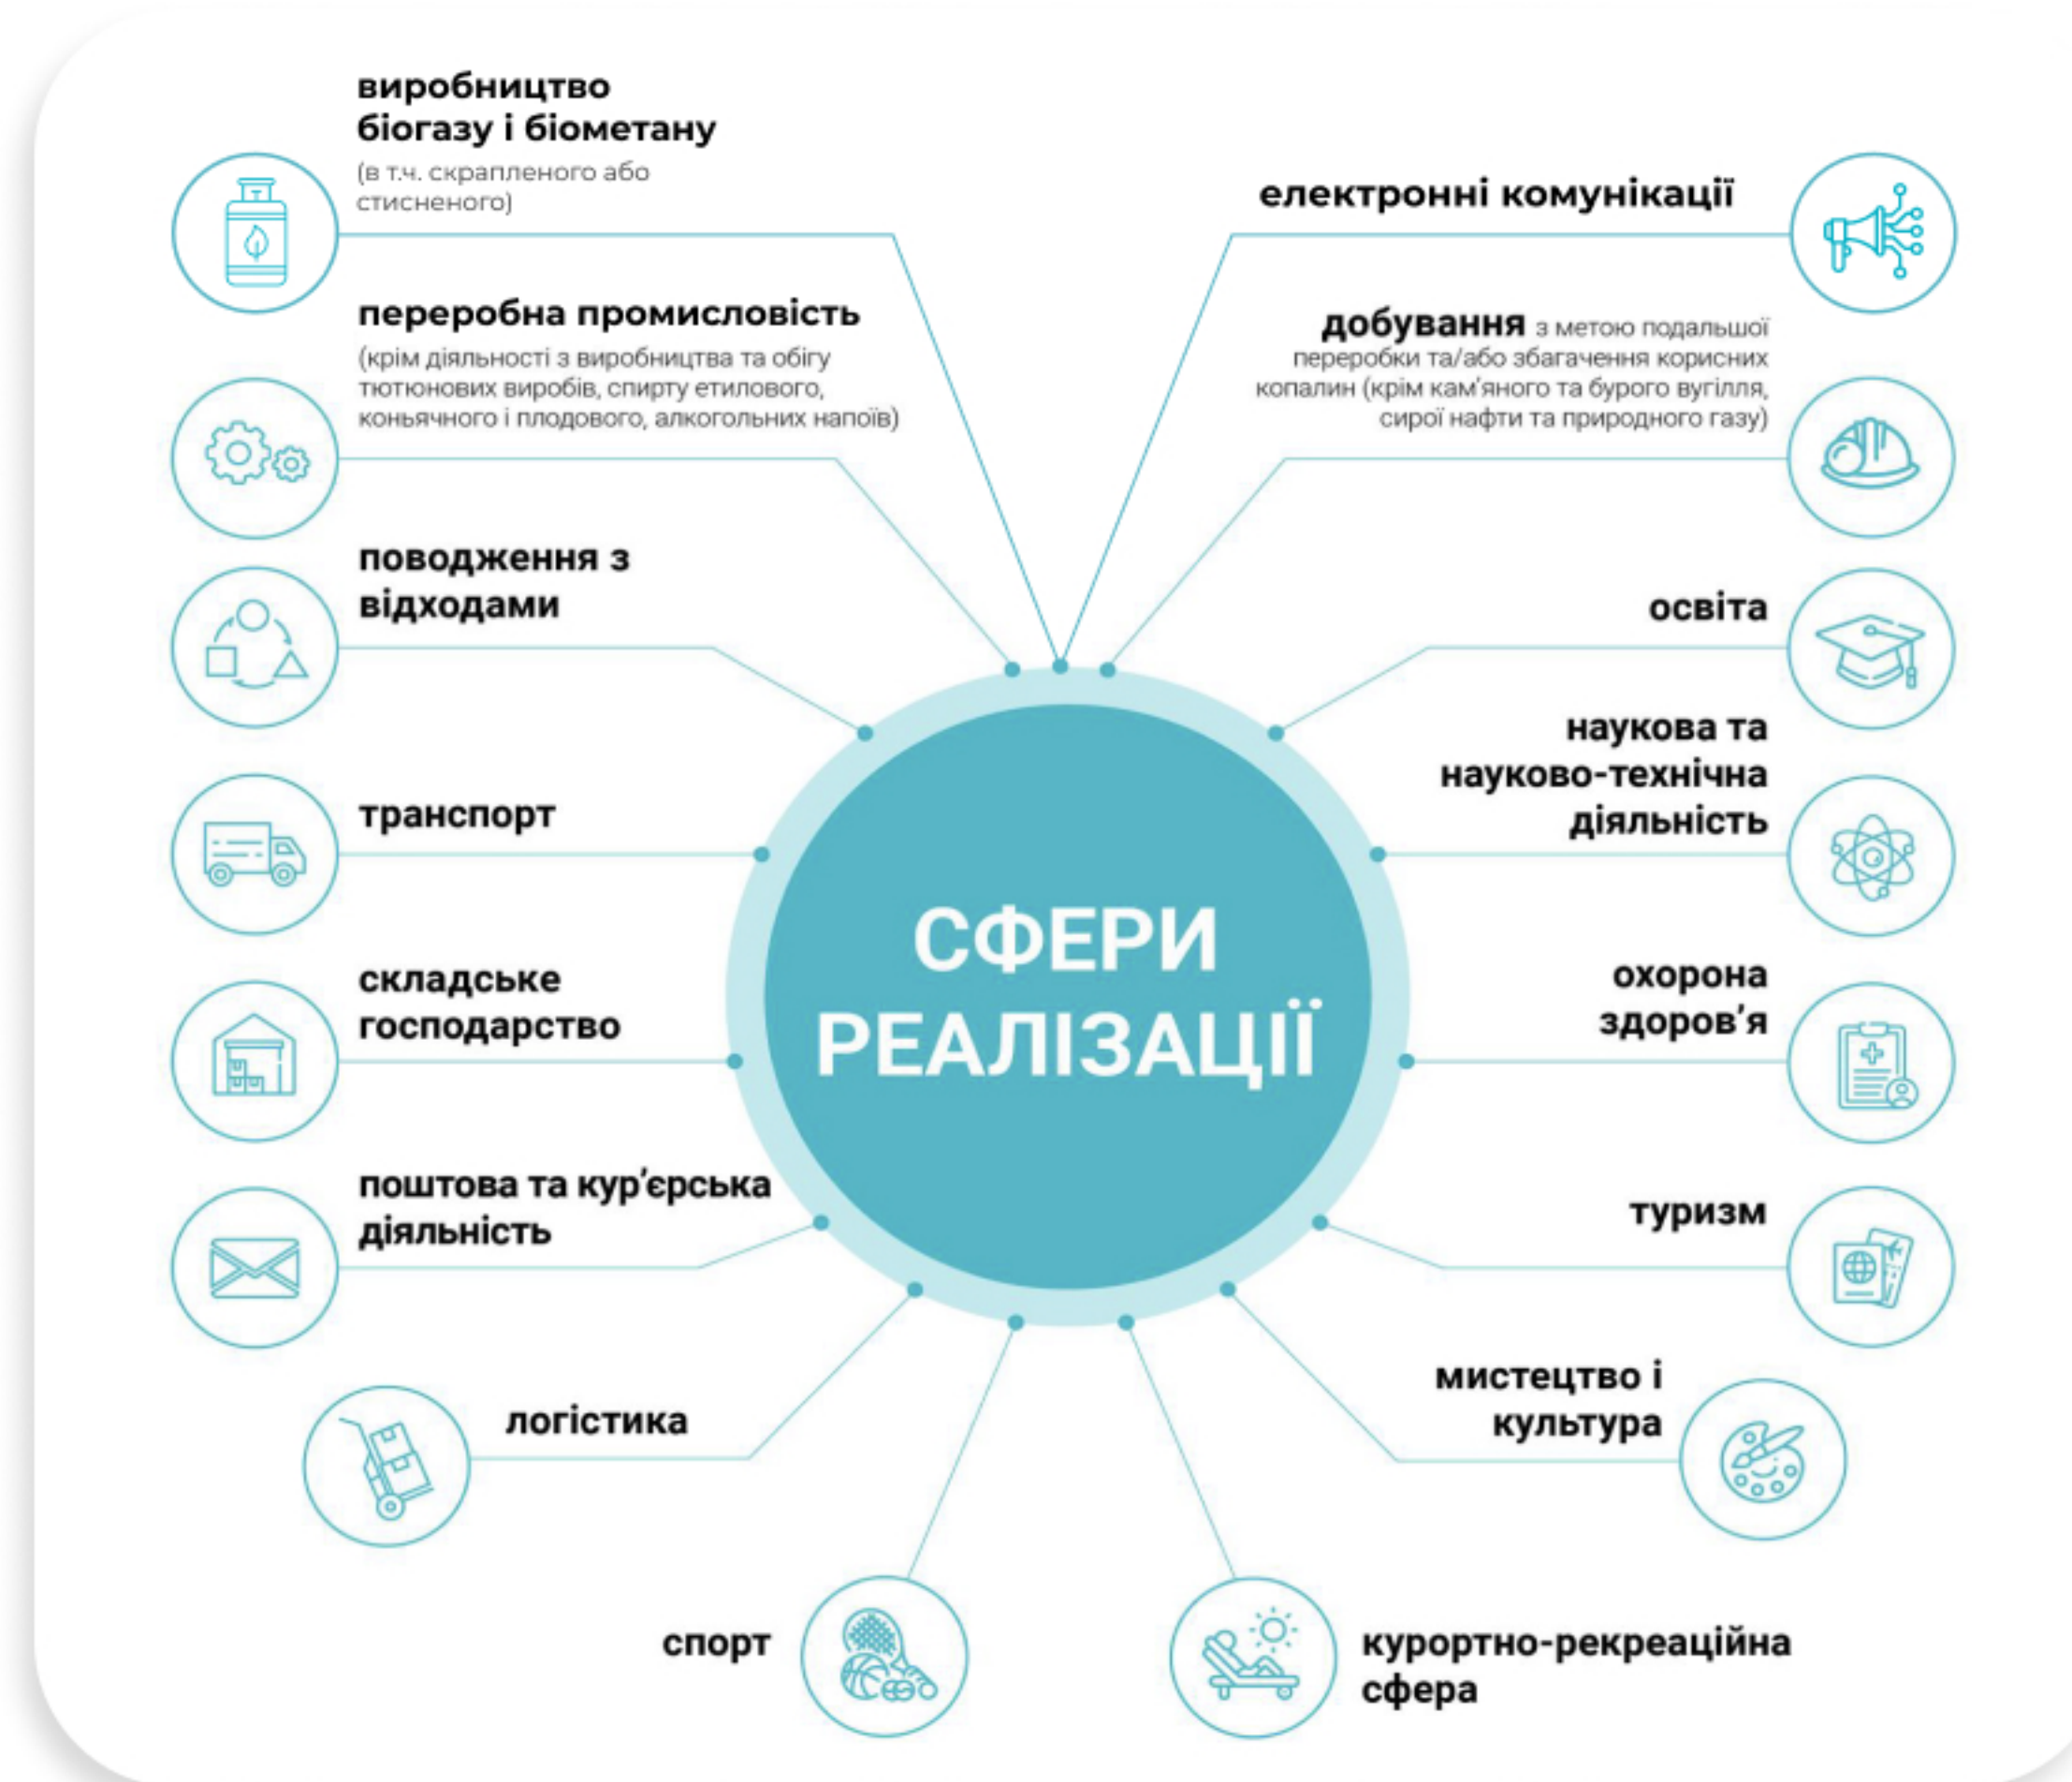 виробництво
біогазу і біометану
(в т.ч. скрапленого або
стисненого)
переробна промисловість
(крім діяльності з виробництва та обігу
тютюнових виробів, спирту етилового,
коньячного і плодового, алкогольних напоїв)
поводження з
відходами
транспорт
складське
господарство
поштова та кур’єрська
діяльність
логістика
спорт
СФЕРИ
РЕАЛІЗАЦІЇ
електронні комунікації
добування з метою подальшої
переробки та/або збагачення корисних
копалин (крім кам’яного та бурого вугілля,
сирої нафти та природного газу)
освіта
наукова та
науково-технічна
діяльність
охорона
здоров’я
туризм
мистецтво і
культура
курортно-рекреаційна
сфера